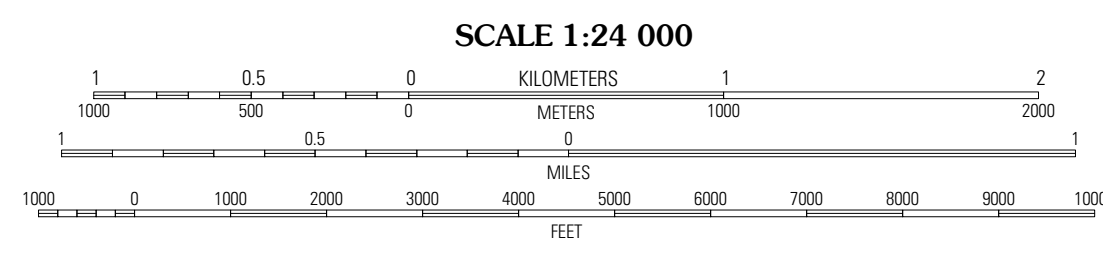 SCALE 1:24 000
1 0.5 0 KILOMETERS 1 2
1000 500 0 METERS 1000 2000
1 0.5 0 1
MILES
1000 0 1000 2000 3000 4000 5000 6000 7000 8000 9000 1000
FEET